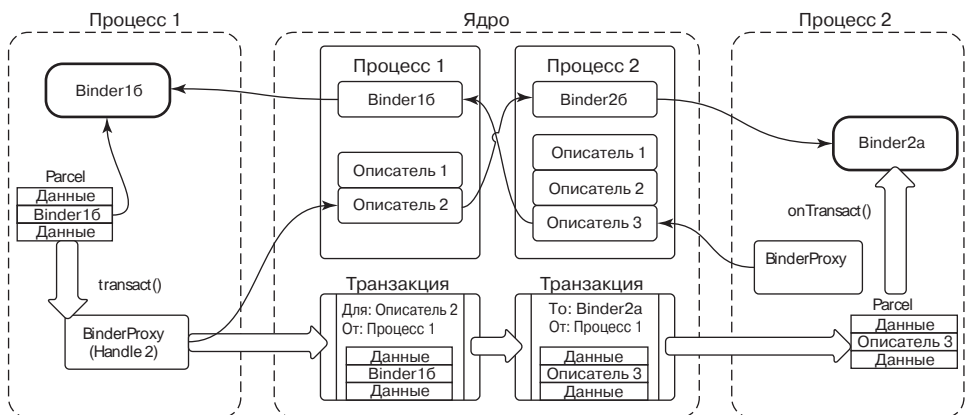 Процесс 1
Ядро
Процесс 2
Binder1б
Parcel
Данные
Binder1б
Данные
transact()
BinderProxy
(Handle 2)
Процесс 1
Binder1б
Описатель 1
Описатель 2
Процесс 2
Binder2б
Описатель 1
Описатель 2
Описатель 3
Транзакция
Для: Описатель 2
От: Процесс 1
Данные
Binder1б
Данные
Транзакция
To: Binder2a
От: Процесс 1
Данные
Описатель 3
Данные
Binder2a
onTransact()
BinderProxy
Parcel
Данные
Описатель 3
Данные